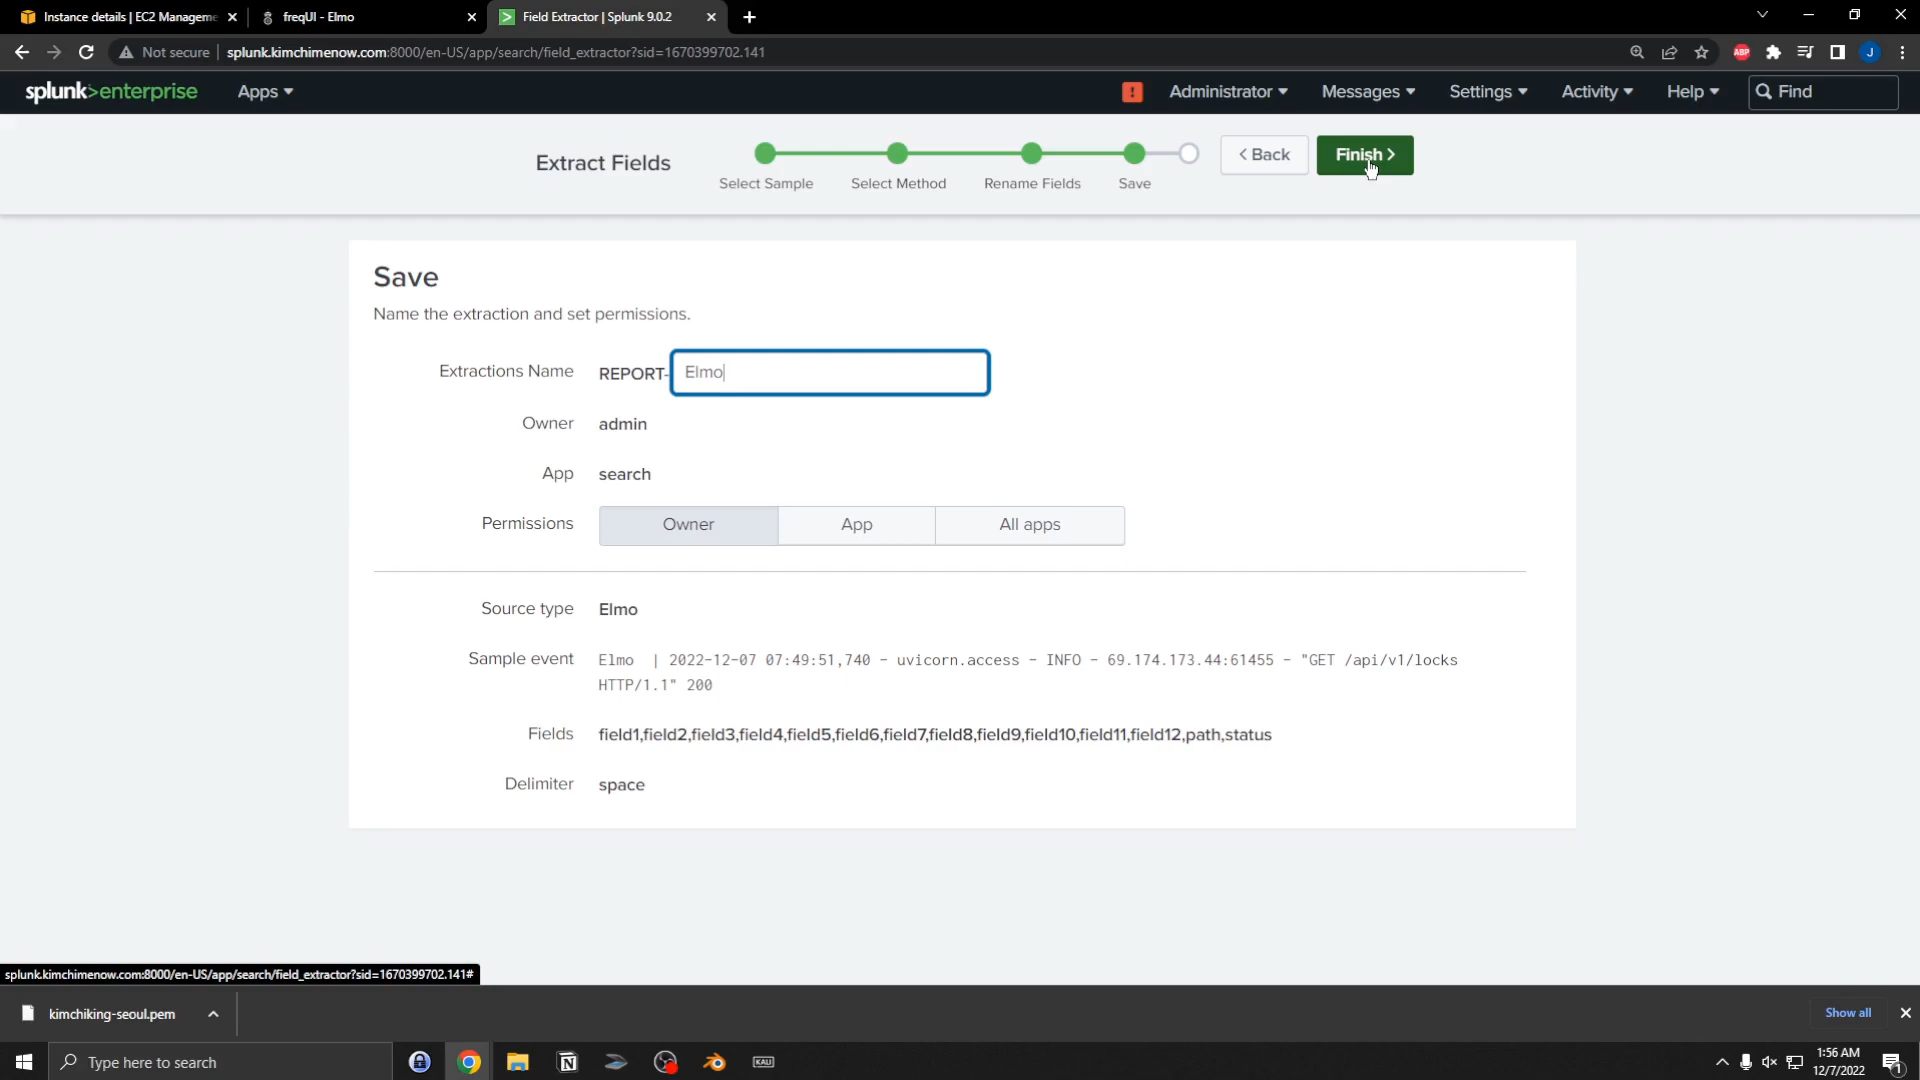 Instance details | EC2 Manageme
freqUI - Elmo
Field Extractor | Splunk 9.0.2
Not secure
splunk.kimchimenow.com:8000/en-US/app/search/field_extractor?sid=1670399702.141
ABP
J
splunk>enterprise
Apps
!
Administrator
Messages
Settings
Activity
Help
Find
Extract Fields
Select Sample
Select Method
Rename Fields
Save
< Back
Finish >
Save
Name the extraction and set permissions.
Extractions Name
REPORT-
Elmo
Owner
admin
App
search
Permissions
Owner
App
All apps
Source type
Elmo
Sample event
Elmo | 2022-12-07 07:49:51,740 - uvicorn.access - INFO - 69.174.173.44:61455 - "GET /api/v1/locks
HTTP/1.1" 200
Fields
field1,field2,field3,field4,field5,field6,field7,field8,field9,field10,field11,field12,path,status
Delimiter
space
splunk.kimchimenow.com:8000/en-US/app/search/field_extractor?sid=1670399702.141#
kimchiking-seoul.pem
Show all
Type here to search
KALI
1:56 AM
12/7/2022
1